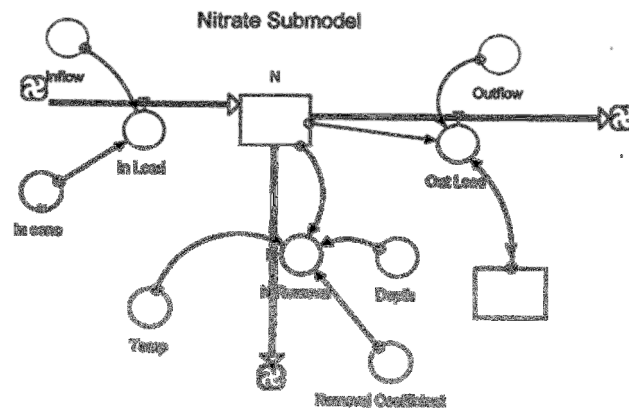 Nitrate Submodel
Inflow
N
Outflow
In Load
Out Load
In conc
N Removal
Depth
Temp
Removal Coefficient